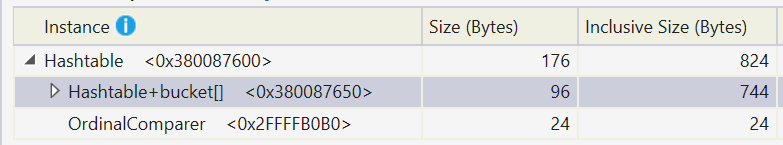 Instance Size (Bytes) Inclusive Size (Bytes)
Hashtable <0x380087600> 176 824
Hashtable+bucket[] <0x380087650> 96 744
OrdinalComparer <0x2FFFFB0B0> 24 24